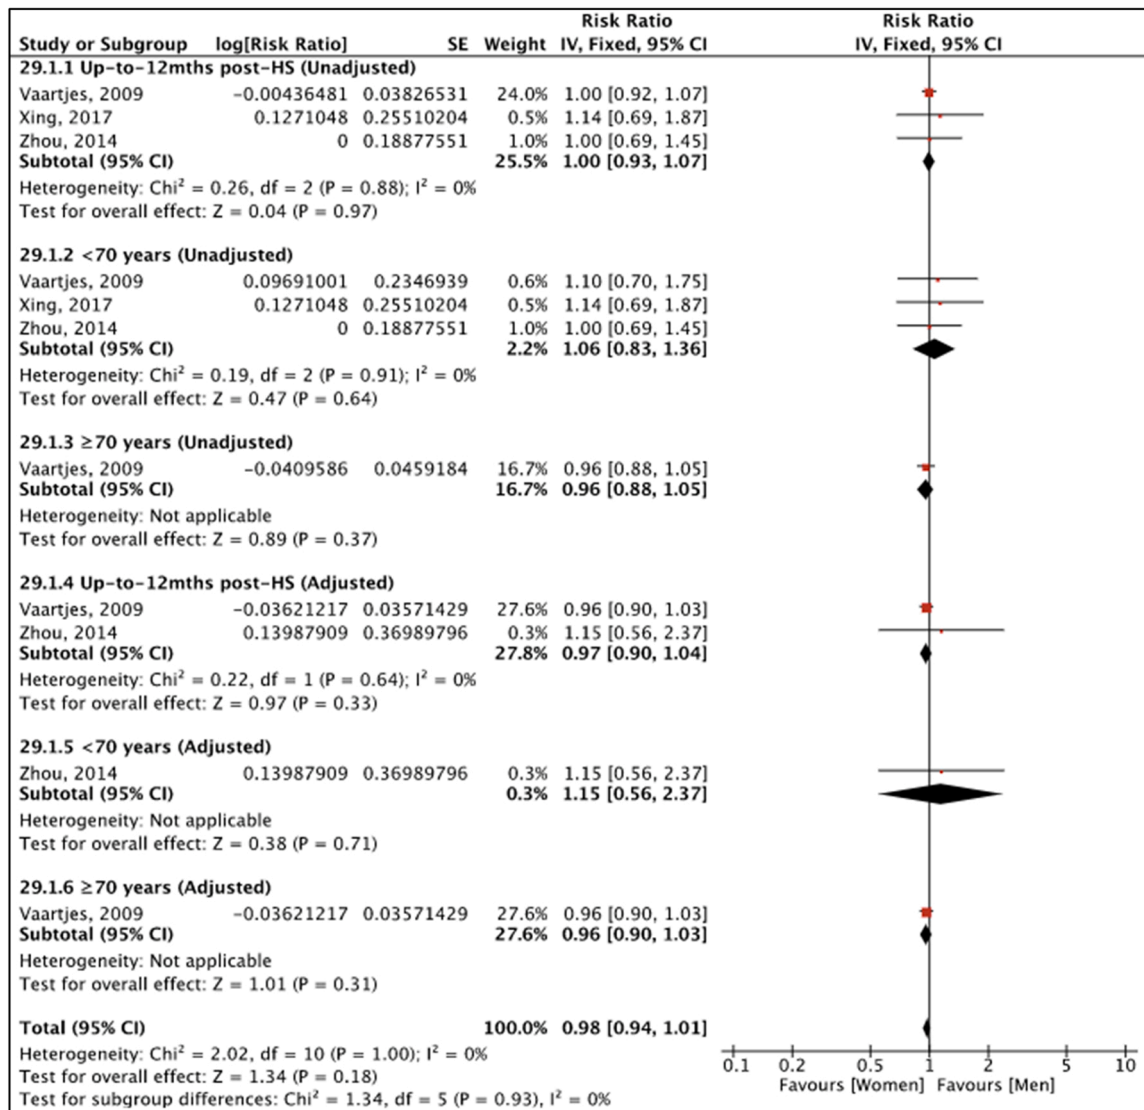 Risk Ratio Risk Ratio
Study or Subgroup log[Risk Ratio] SE Weight IV, Fixed, 95% CI IV, Fixed, 95% CI
29.1.1 Up-to-12mths post-HS (Unadjusted)
Vaartjes, 2009 -0.00436481 0.03826531 24.0% 1.00 [0.92, 1.07]
Xing, 2017 0.1271048 0.25510204 0.5% 1.14 [0.69, 1.87]
Zhou, 2014 0 0.18877551 1.0% 1.00 [0.69, 1.45]
Subtotal (95% CI) 25.5% 1.00 [0.93, 1.07]
Heterogeneity: Chi² = 0.26, df = 2 (P = 0.88); I² = 0%
Test for overall effect: Z = 0.04 (P = 0.97)
29.1.2 <70 years (Unadjusted)
Vaartjes, 2009 0.09691001 0.2346939 0.6% 1.10 [0.70, 1.75]
Xing, 2017 0.1271048 0.25510204 0.5% 1.14 [0.69, 1.87]
Zhou, 2014 0 0.18877551 1.0% 1.00 [0.69, 1.45]
Subtotal (95% CI) 2.2% 1.06 [0.83, 1.36]
Heterogeneity: Chi² = 0.19, df = 2 (P = 0.91); I² = 0%
Test for overall effect: Z = 0.47 (P = 0.64)
29.1.3 ≥70 years (Unadjusted)
Vaartjes, 2009 -0.0409586 0.0459184 16.7% 0.96 [0.88, 1.05]
Subtotal (95% CI) 16.7% 0.96 [0.88, 1.05]
Heterogeneity: Not applicable
Test for overall effect: Z = 0.89 (P = 0.37)
29.1.4 Up-to-12mths post-HS (Adjusted)
Vaartjes, 2009 -0.03621217 0.03571429 27.6% 0.96 [0.90, 1.03]
Zhou, 2014 0.13987909 0.36989796 0.3% 1.15 [0.56, 2.37]
Subtotal (95% CI) 27.8% 0.97 [0.90, 1.04]
Heterogeneity: Chi² = 0.22, df = 1 (P = 0.64); I² = 0%
Test for overall effect: Z = 0.97 (P = 0.33)
29.1.5 <70 years (Adjusted)
Zhou, 2014 0.13987909 0.36989796 0.3% 1.15 [0.56, 2.37]
Subtotal (95% CI) 0.3% 1.15 [0.56, 2.37]
Heterogeneity: Not applicable
Test for overall effect: Z = 0.38 (P = 0.71)
29.1.6 ≥70 years (Adjusted)
Vaartjes, 2009 -0.03621217 0.03571429 27.6% 0.96 [0.90, 1.03]
Subtotal (95% CI) 27.6% 0.96 [0.90, 1.03]
Heterogeneity: Not applicable
Test for overall effect: Z = 1.01 (P = 0.31)
Total (95% CI) 100.0% 0.98 [0.94, 1.01]
Heterogeneity: Chi² = 2.02, df = 10 (P = 1.00); I² = 0%
Test for overall effect: Z = 1.34 (P = 0.18)
Test for subgroup differences: Chi² = 1.34, df = 5 (P = 0.93), I² = 0%
0.1 0.2 0.5 1 2 5 10
Favours [Women] Favours [Men]